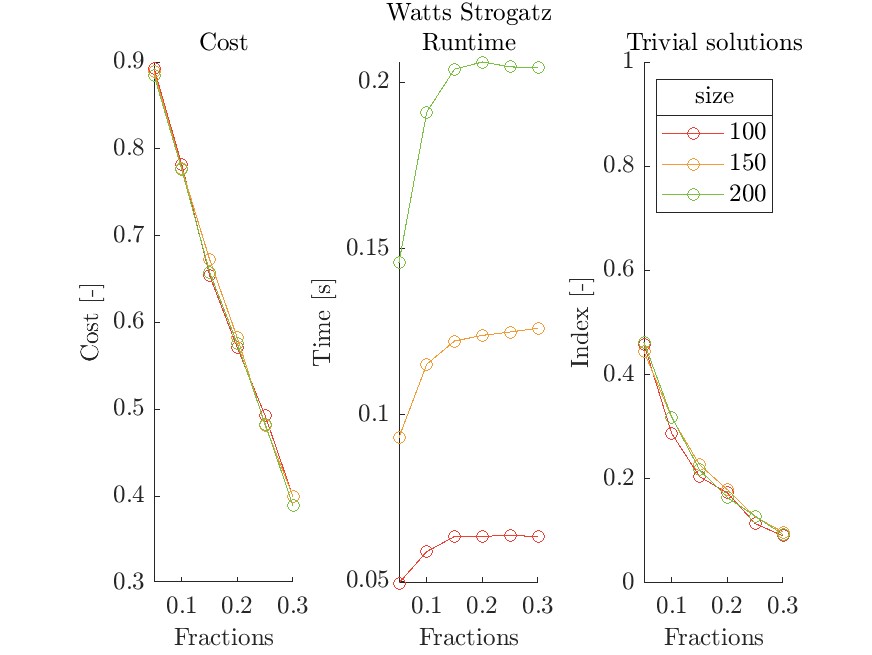 Watts Strogatz
Cost
Runtime
Trivial solutions
0.9
0.8
0.7
0.6
0.5
0.4
0.3
Cost [-]
0.1 0.2 0.3
Fractions
0.2
0.15
0.1
0.05
Time [s]
0.1 0.2 0.3
Fractions
1
0.8
0.6
0.4
0.2
0
Index [-]
0.1 0.2 0.3
Fractions
size
100
150
200